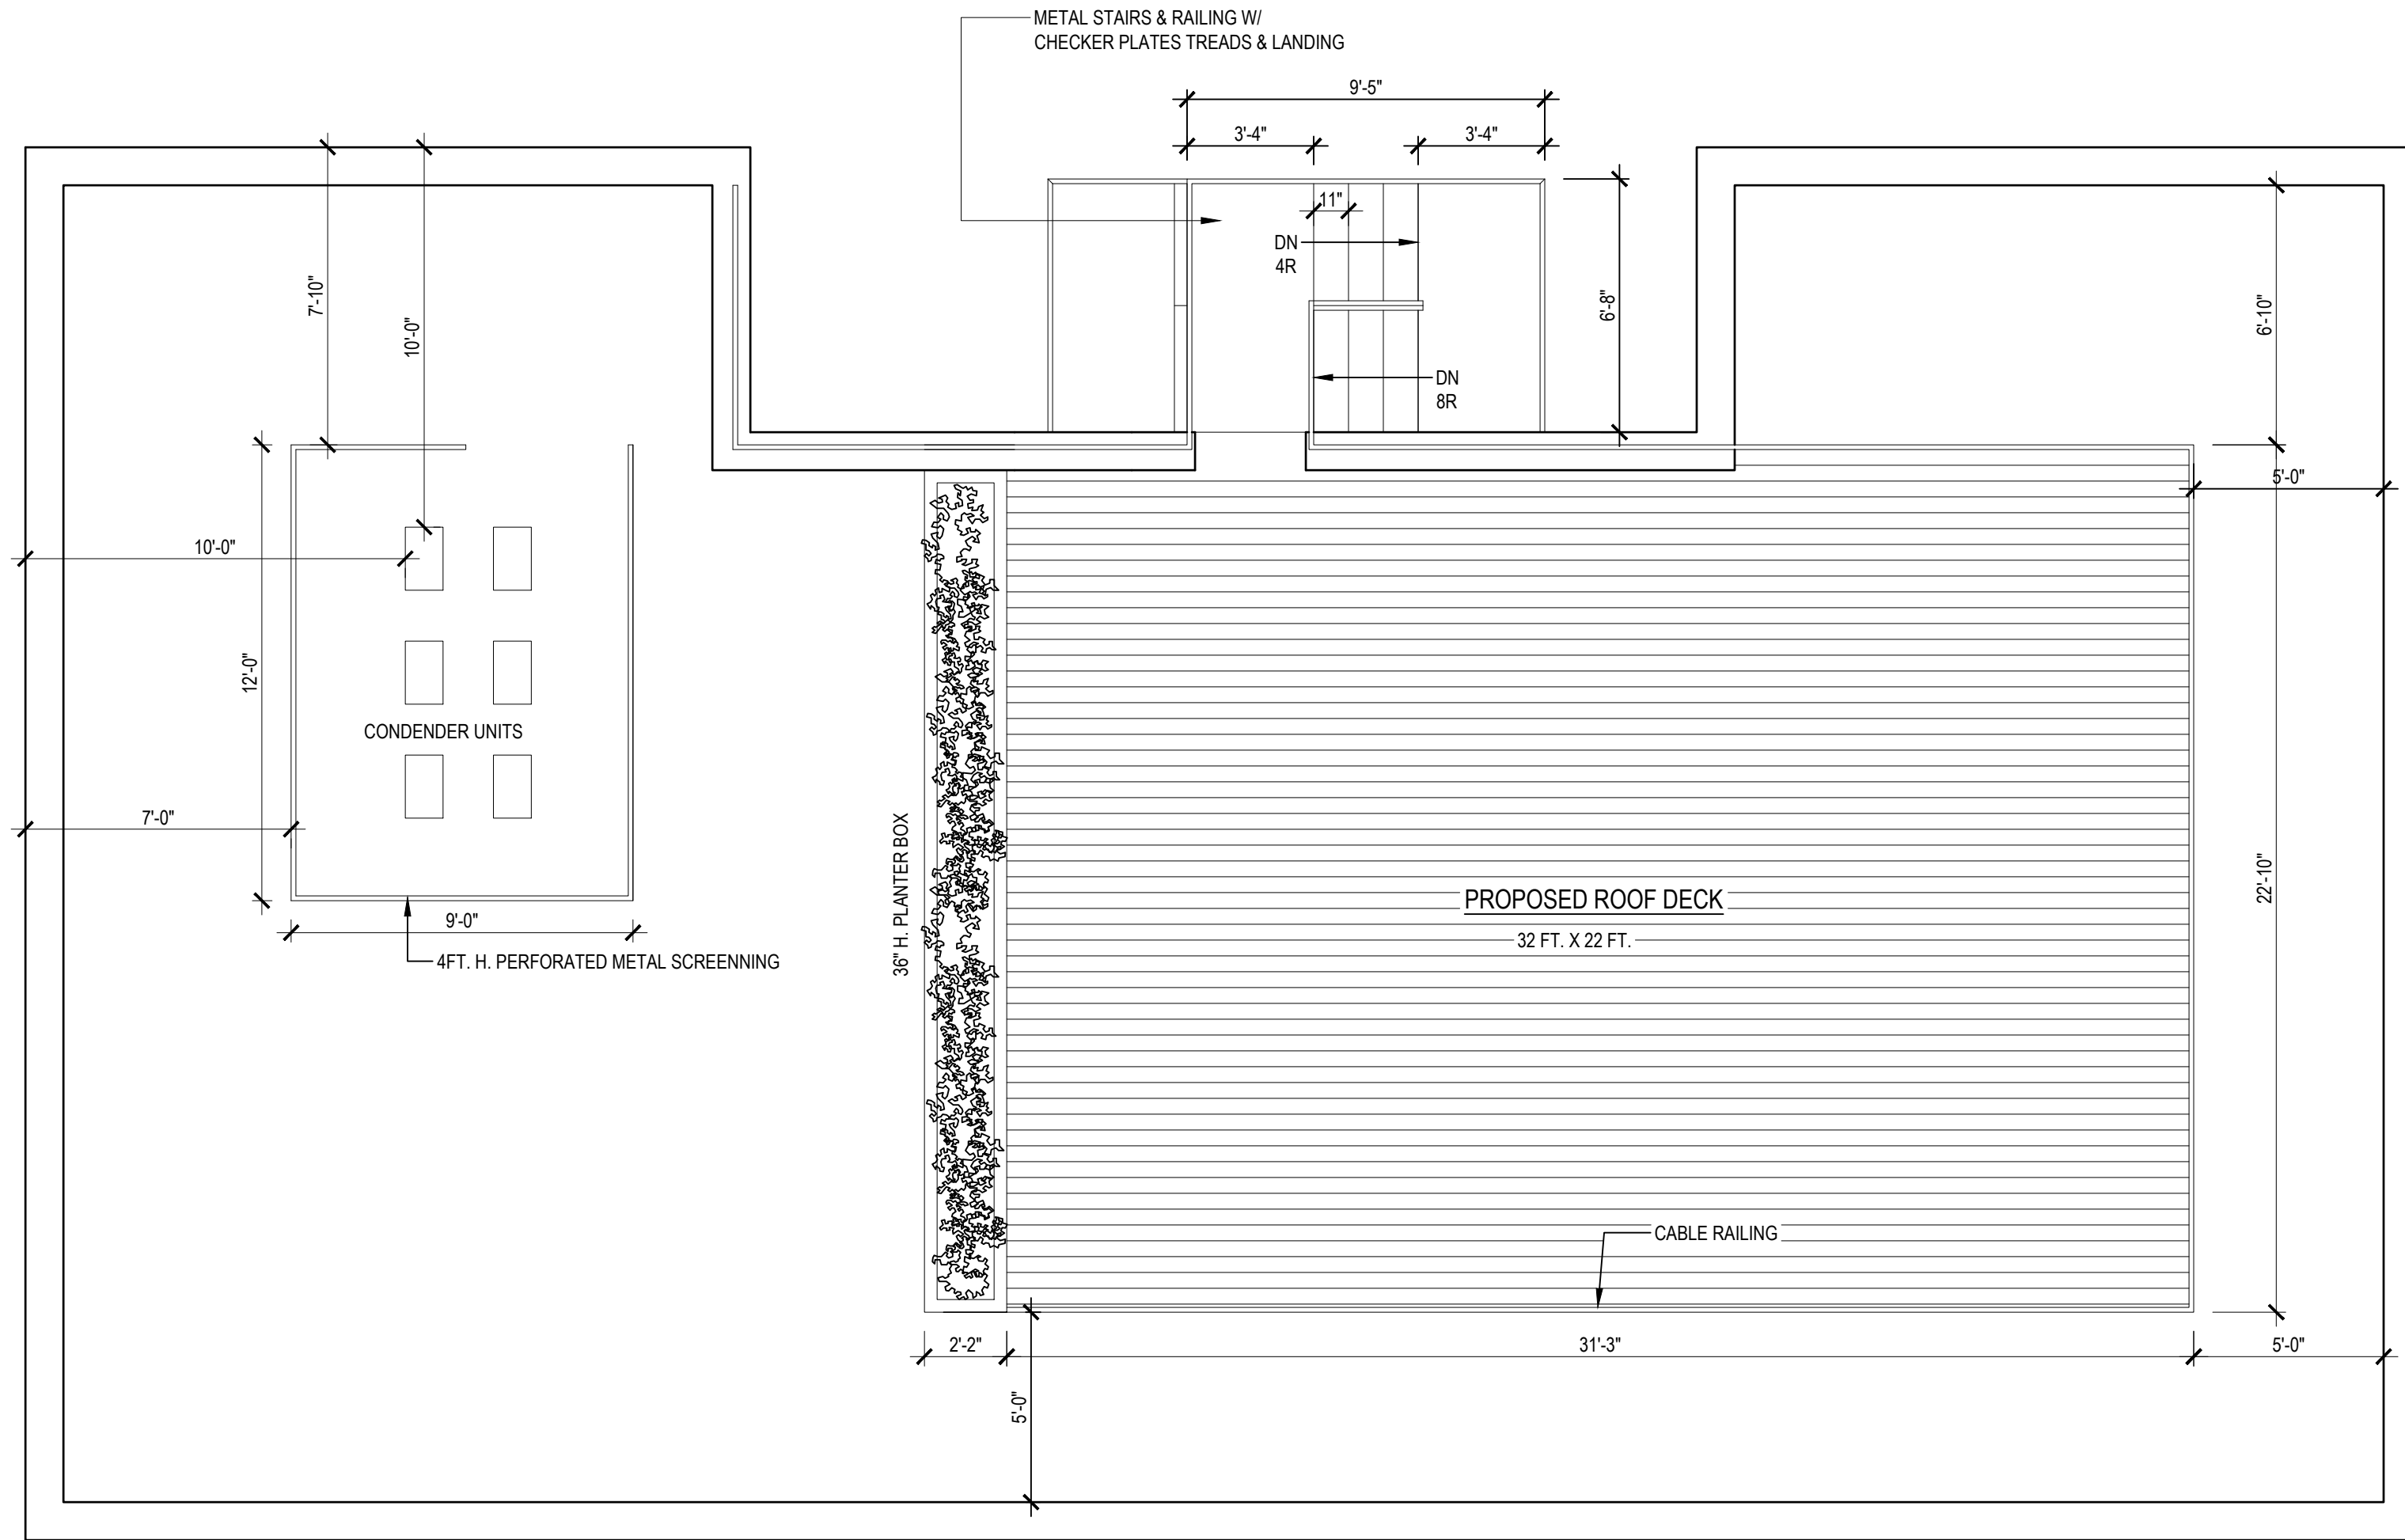 METAL STAIRS & RAILING W/
CHECKER PLATES TREADS & LANDING
9'-5"
3'-4"
3'-4"
11"
DN
4R
DN
8R
6'-8"
7'-10"
10'-0"
6'-10"
5'-0"
10'-0"
12'-0"
CONDENDER UNITS
7'-0"
9'-0"
4FT. H. PERFORATED METAL SCREENNING
36" H. PLANTER BOX
PROPOSED ROOF DECK
32 FT. X 22 FT.
22'-10"
CABLE RAILING
2'-2"
31'-3"
5'-0"
5'-0"